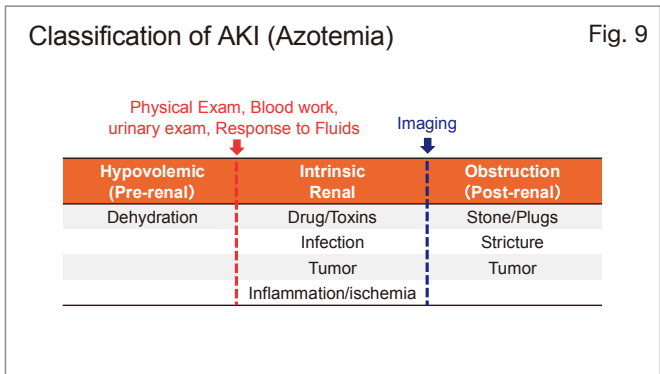 Classification of AKI (Azotemia)
Fig. 9
Physical Exam, Blood work,
urinary exam, Response to Fluids
Imaging
Hypovolemic
(Pre-renal)
Intrinsic
Renal
Obstruction
(Post-renal)
Dehydration
Drug/Toxins
Stone/Plugs
Infection
Stricture
Tumor
Tumor
Inflammation/ischemia